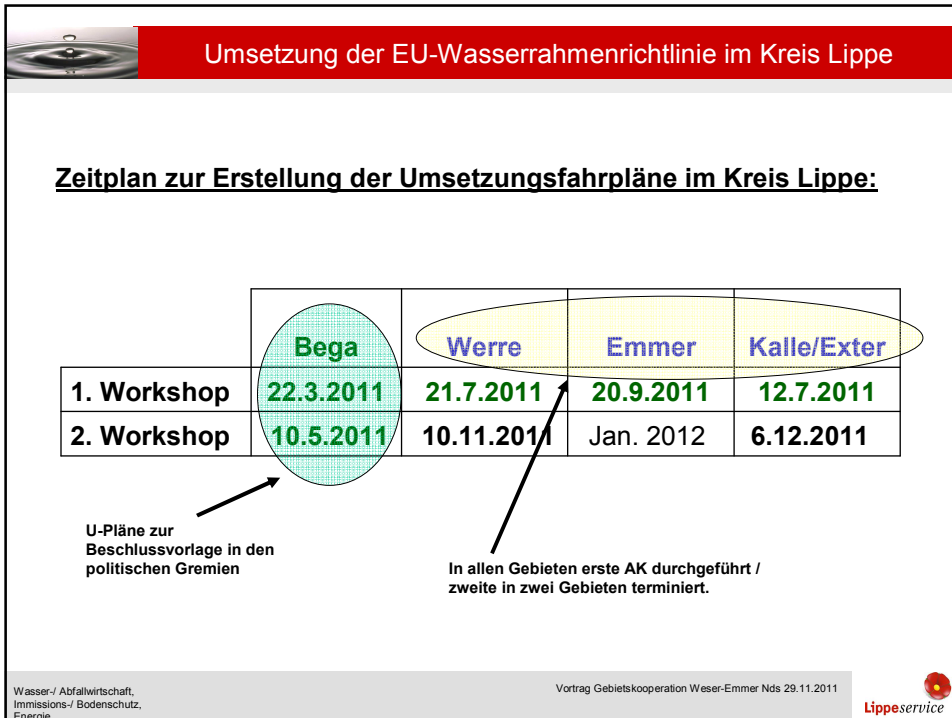 Umsetzung der EU-Wasserrahmenrichtlinie im Kreis Lippe
Zeitplan zur Erstellung der Umsetzungsfahrpläne im Kreis Lippe:
Bega Werre Emmer Kalle/Exter
1. Workshop 22.3.2011 21.7.2011 20.9.2011 12.7.2011
2. Workshop 10.5.2011 10.11.2011 Jan. 2012 6.12.2011
U-Pläne zur
Beschlussvorlage in den
politischen Gremien
In allen Gebieten erste AK durchgeführt /
zweite in zwei Gebieten terminiert.
Wasser-/ Abfallwirtschaft,
Immissions-/ Bodenschutz,
Energie
Vortrag Gebietskooperation Weser-Emmer Nds 29.11.2011
Lippeservice